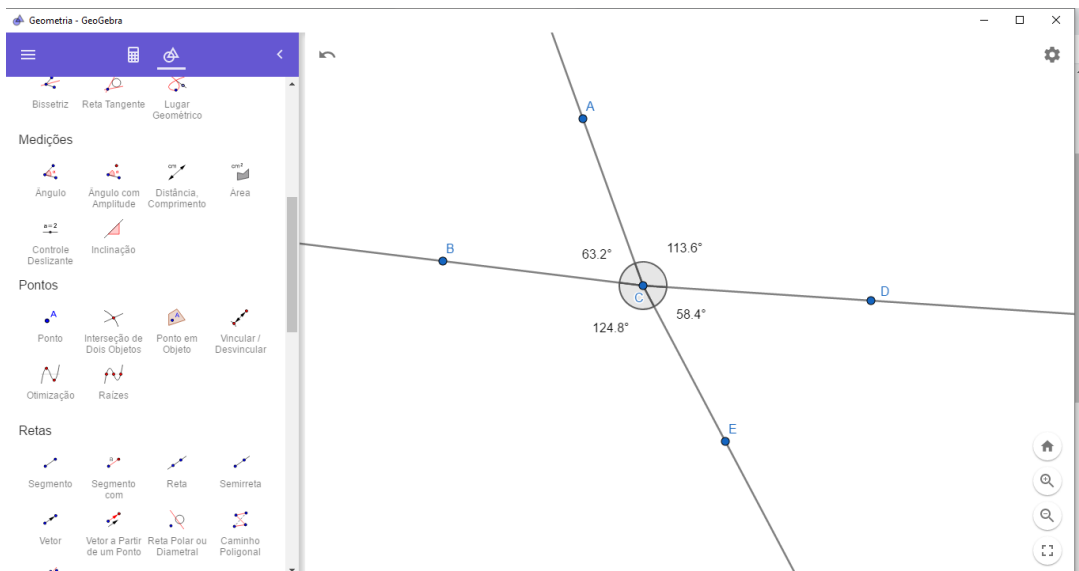 Geometria - GeoGebra
Bissetriz
Reta Tangente
Lugar
Geométrico
Medições
cm
cm²
Ângulo
Ângulo com
Amplitude
Distância,
Comprimento
Área
a=2
Controle
Deslizante
Inclinação
Pontos
A
A
Ponto
Interseção de
Dois Objetos
Ponto em
Objeto
Vincular /
Desvincular
Otimização
Raízes
Retas
a
Segmento
Segmento
com
Reta
Semirreta
Vetor
Vetor a Partir
de um Ponto
Reta Polar ou
Diametral
Caminho
Poligonal
A
B
63.2°
113.6°
C
D
58.4°
124.8°
E